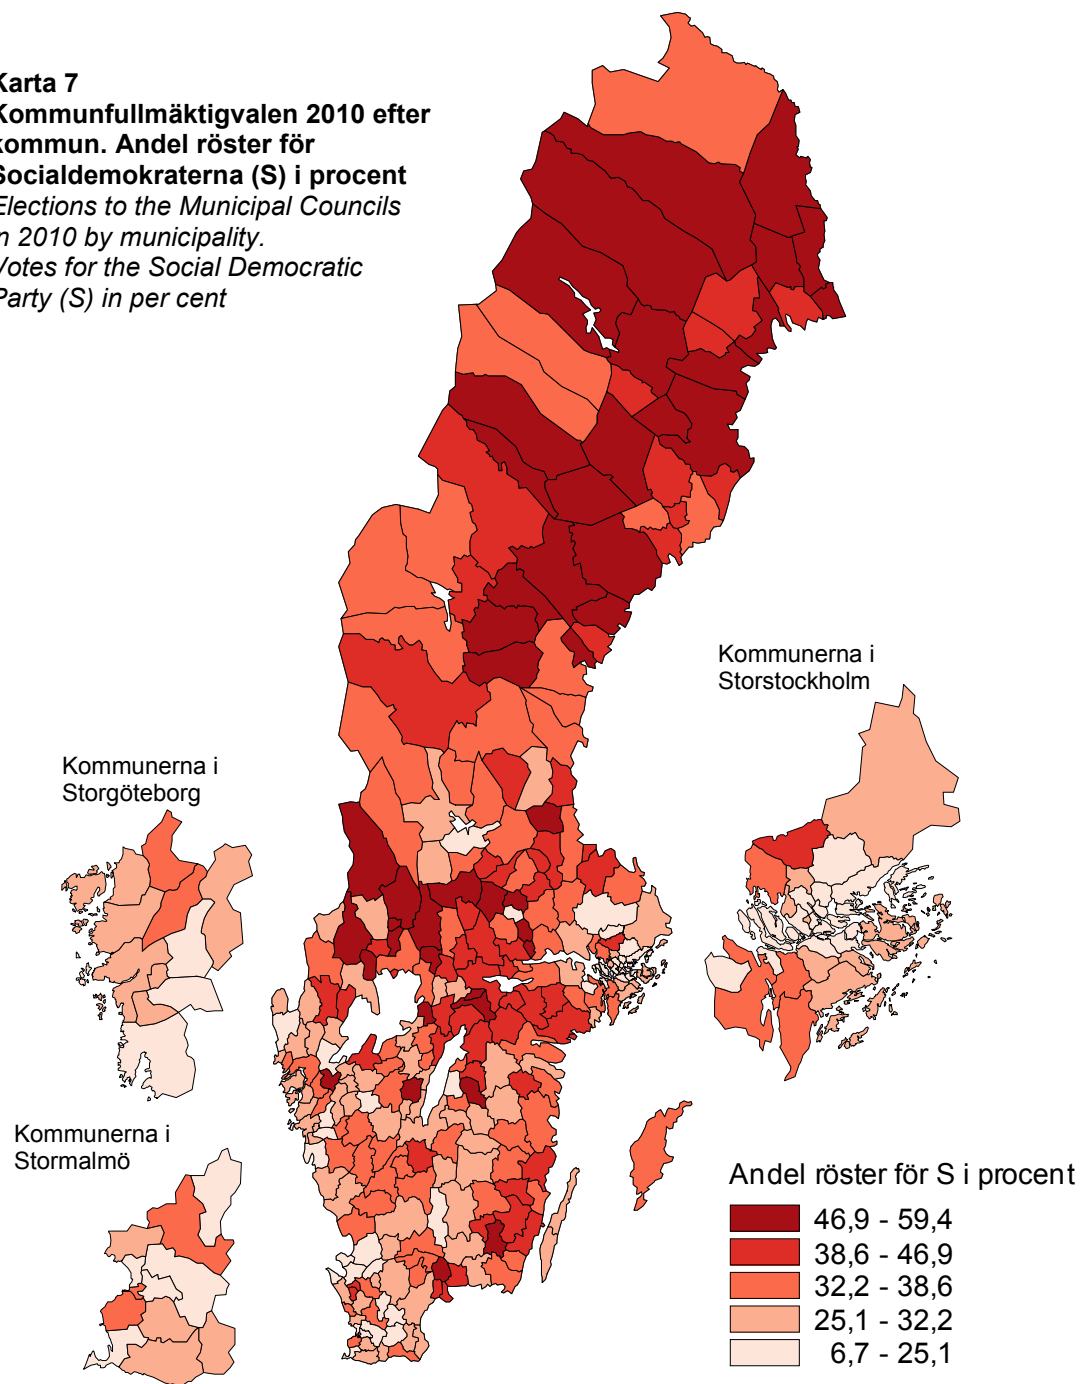 Karta 7
Kommunfullmäktigvalen 2010 efter
kommun. Andel röster för
Socialdemokraterna (S) i procent
Elections to the Municipal Councils
in 2010 by municipality.
Votes for the Social Democratic
Party (S) in per cent
Kommunerna i
Storstockholm
Kommunerna i
Storgöteborg
Kommunerna i
Stormalmö
Andel röster för S i procent
46,9 - 59,4
38,6 - 46,9
32,2 - 38,6
25,1 - 32,2
6,7 - 25,1